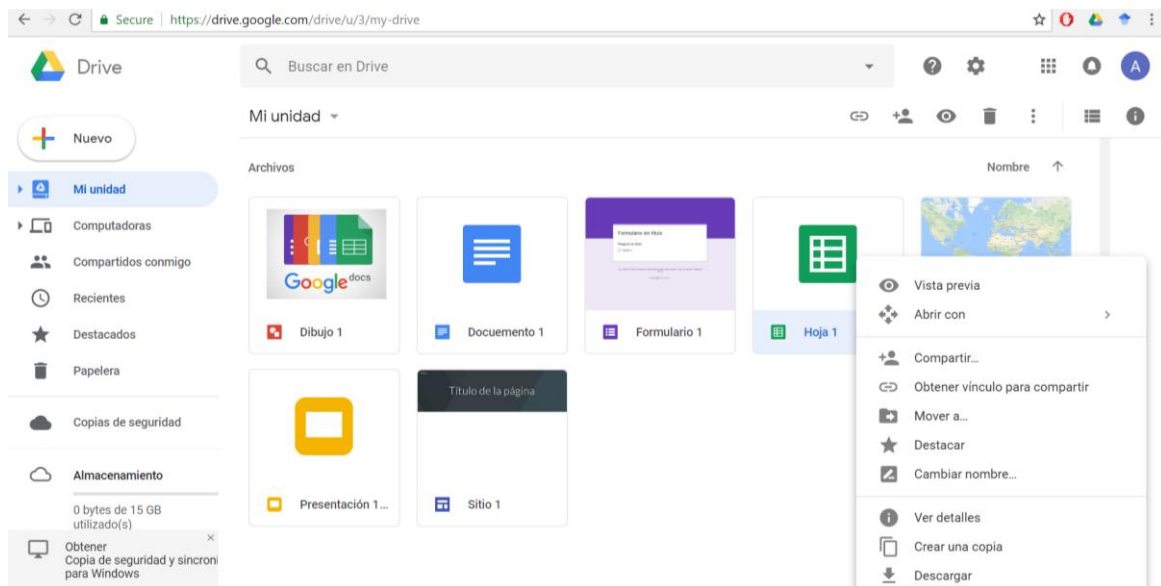 Secure | https://drive.google.com/drive/u/3/my-drive
Drive
Buscar en Drive
A
Mi unidad
Nuevo
Archivos
Nombre
Mi unidad
Computadoras
Compartidos conmigo
Recientes
Destacados
Papelera
Copias de seguridad
Almacenamiento
0 bytes de 15 GB
utilizado(s)
Obtener
Copia de seguridad y sincroni
para Windows
Google docs
Dibujo 1
Docuemento 1
Formulario sin título
Formulario 1
Hoja 1
Presentación 1...
Título de la página
Sitio 1
Vista previa
Abrir con
Compartir...
Obtener vínculo para compartir
Mover a...
Destacar
Cambiar nombre...
Ver detalles
Crear una copia
Descargar